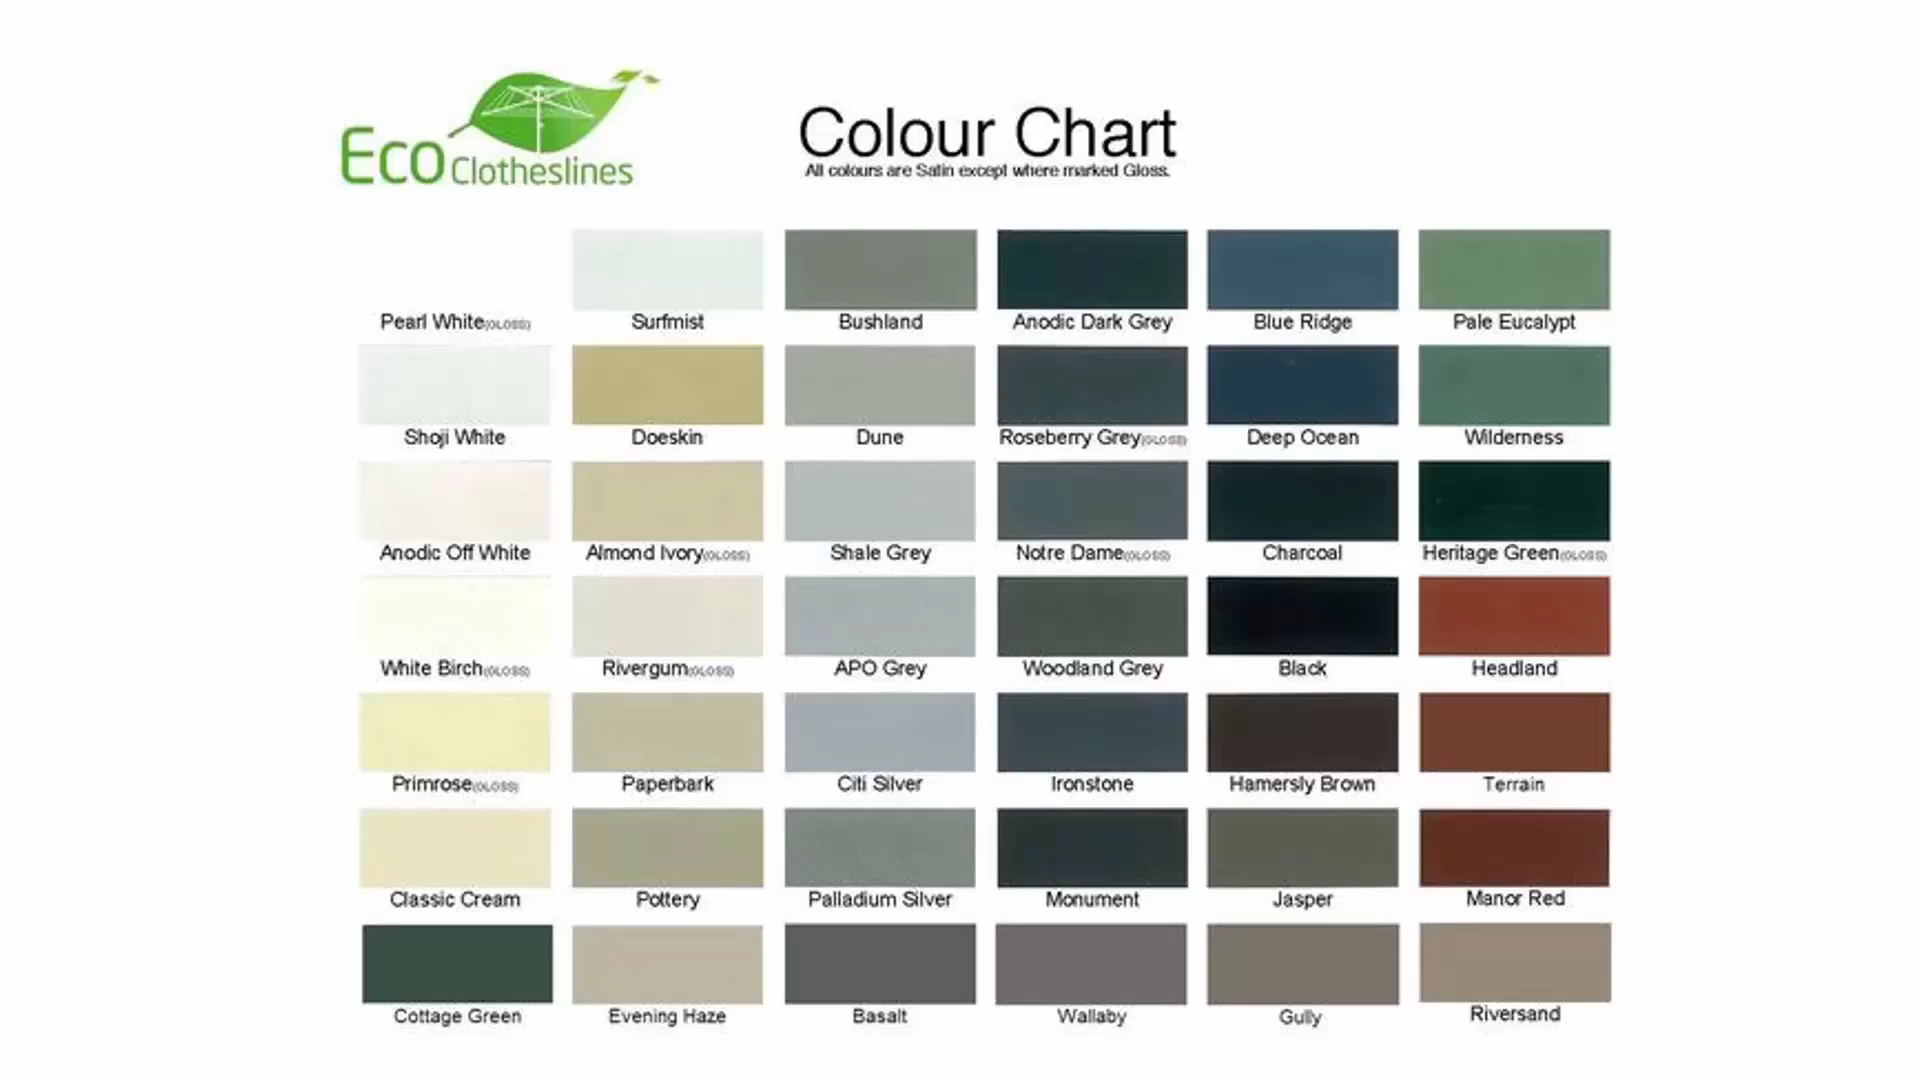 Eco Clotheslines
Colour Chart
All colours are Satin except where marked Gloss.
Pearl White(GLOSS) Surfmist Bushland Anodic Dark Grey Blue Ridge Pale Eucalypt
Shoji White Doeskin Dune Roseberry Grey(GLOSS) Deep Ocean Wilderness
Anodic Off White Almond Ivory(GLOSS) Shale Grey Notre Dame(GLOSS) Charcoal Heritage Green(GLOSS)
White Birch(GLOSS) Rivergum(GLOSS) APO Grey Woodland Grey Black Headland
Primrose(GLOSS) Paperbark Citi Silver Ironstone Hamersly Brown Terrain
Classic Cream Pottery Palladium Silver Monument Jasper Manor Red
Cottage Green Evening Haze Basalt Wallaby Gully Riversand